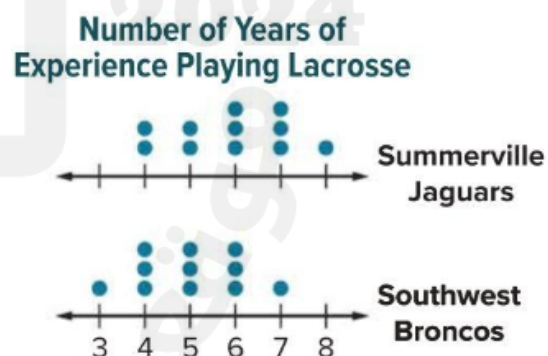 Number of Years of
Experience Playing Lacrosse
Summerville
Jaguars
Southwest
Broncos
3 4 5 6 7 8